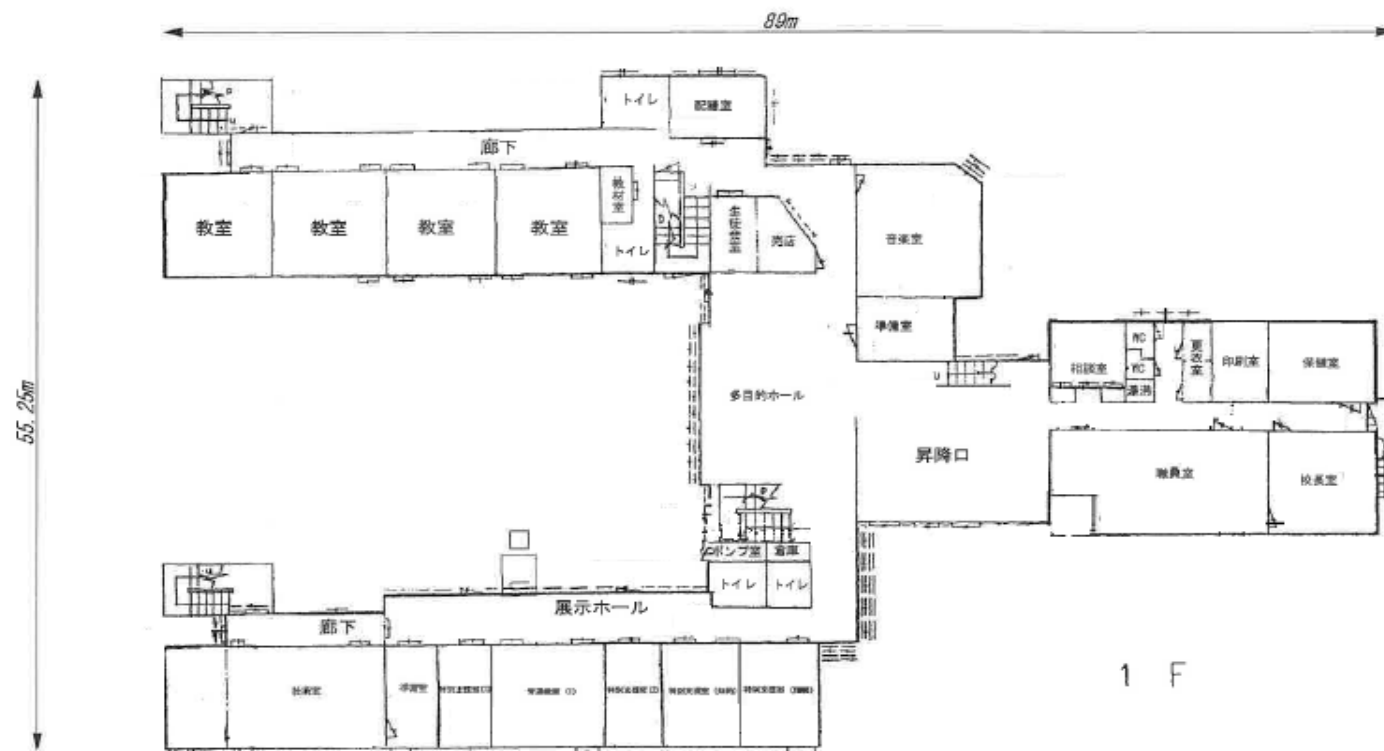 89m
55.25m
トイレ
配膳室
廊下
教室
教室
教室
教室
教材室
トイレ
生徒会室
売店
音楽室
準備室
相談室
WC
WC
湯沸
更衣室
印刷室
保健室
多目的ホール
昇降口
職員室
校長室
ポンプ室
倉庫
トイレ
トイレ
展示ホール
廊下
技術室
準備室
1 F
U
D
U